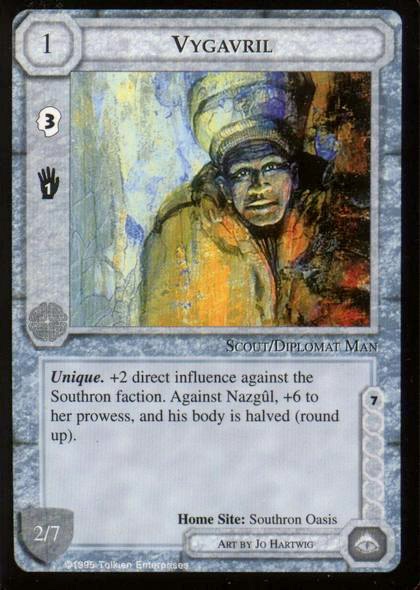 1
VYGAVRIL
3
1
SCOUT/DIPLOMAT MAN
Unique. +2 direct influence against the
Southron faction. Against Nazgûl, +6 to
her prowess, and his body is halved (round
up).
7
Home Site: Southron Oasis
2/7
ART BY JO HARTWIG
©1995 Tolkien Enterprises